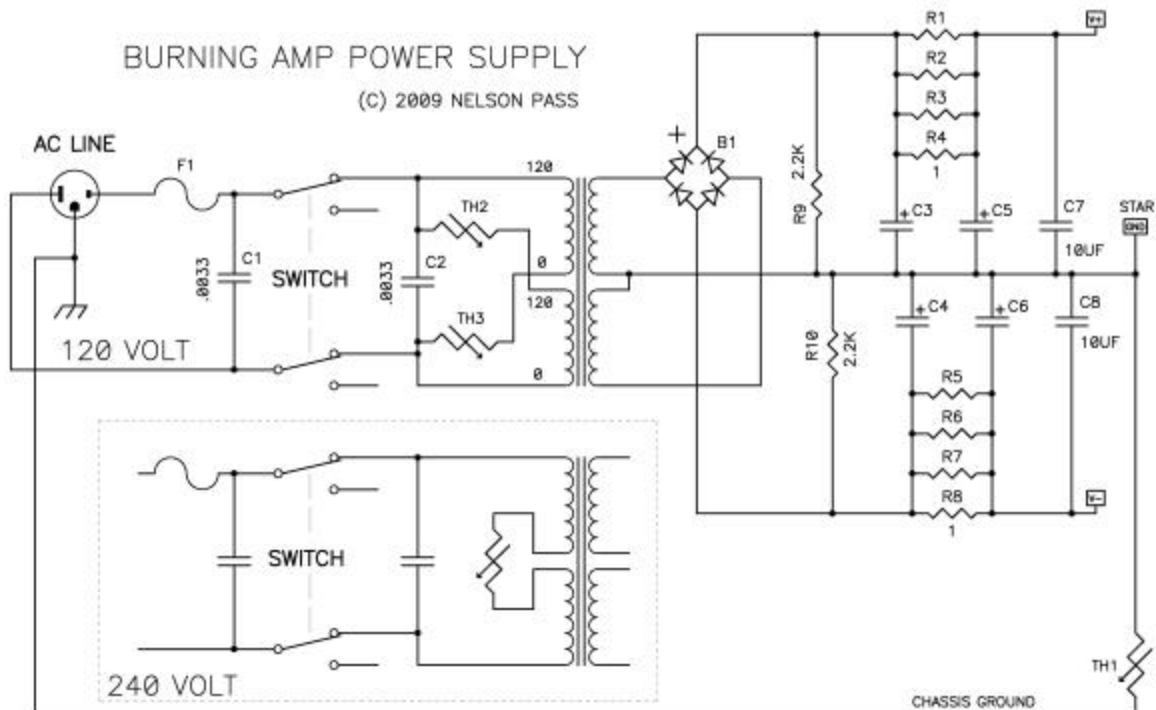 BURNING AMP POWER SUPPLY
(C) 2009 NELSON PASS
AC LINE
F1
C1
.0033
SWITCH
C2
.0033
TH2
TH3
120
0
120
0
120 VOLT
+
B1
R9
2.2K
R10
2.2K
R1
R2
R3
R4
1
+C3
+C5
C7
10UF
V+
STAR
GND
+C4
+C6
C8
10UF
R5
R6
R7
R8
1
V-
SWITCH
240 VOLT
TH1
CHASSIS GROUND